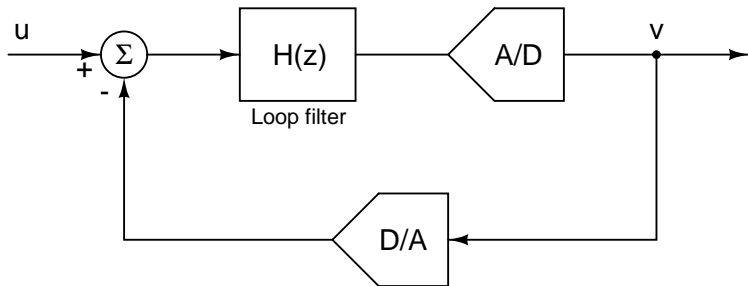 u
v
+
Σ
-
H(z)
A/D
Loop filter
D/A